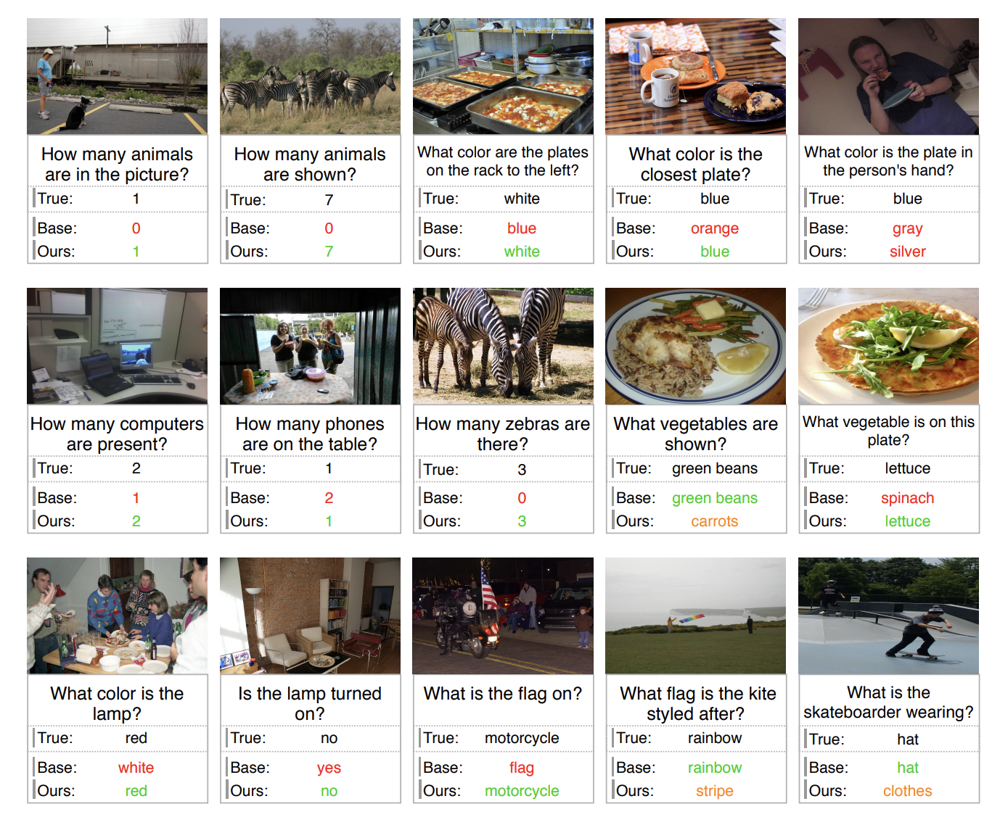 How many animals
are in the picture?
True: 1
Base: 0
Ours: 1
How many animals
are shown?
True: 7
Base: 0
Ours: 7
What color are the plates
on the rack to the left?
True: white
Base: blue
Ours: white
What color is the
closest plate?
True: blue
Base: orange
Ours: blue
What color is the plate in
the person's hand?
True: blue
Base: gray
Ours: silver
How many computers
are present?
True: 2
Base: 1
Ours: 2
How many phones
are on the table?
True: 1
Base: 2
Ours: 1
How many zebras are
there?
True: 3
Base: 0
Ours: 3
What vegetables are
shown?
True: green beans
Base: green beans
Ours: carrots
What vegetable is on this
plate?
True: lettuce
Base: spinach
Ours: lettuce
What color is the
lamp?
True: red
Base: white
Ours: red
Is the lamp turned
on?
True: no
Base: yes
Ours: no
What is the flag on?
True: motorcycle
Base: flag
Ours: motorcycle
What flag is the kite
styled after?
True: rainbow
Base: rainbow
Ours: stripe
What is the
skateboarder wearing?
True: hat
Base: hat
Ours: clothes